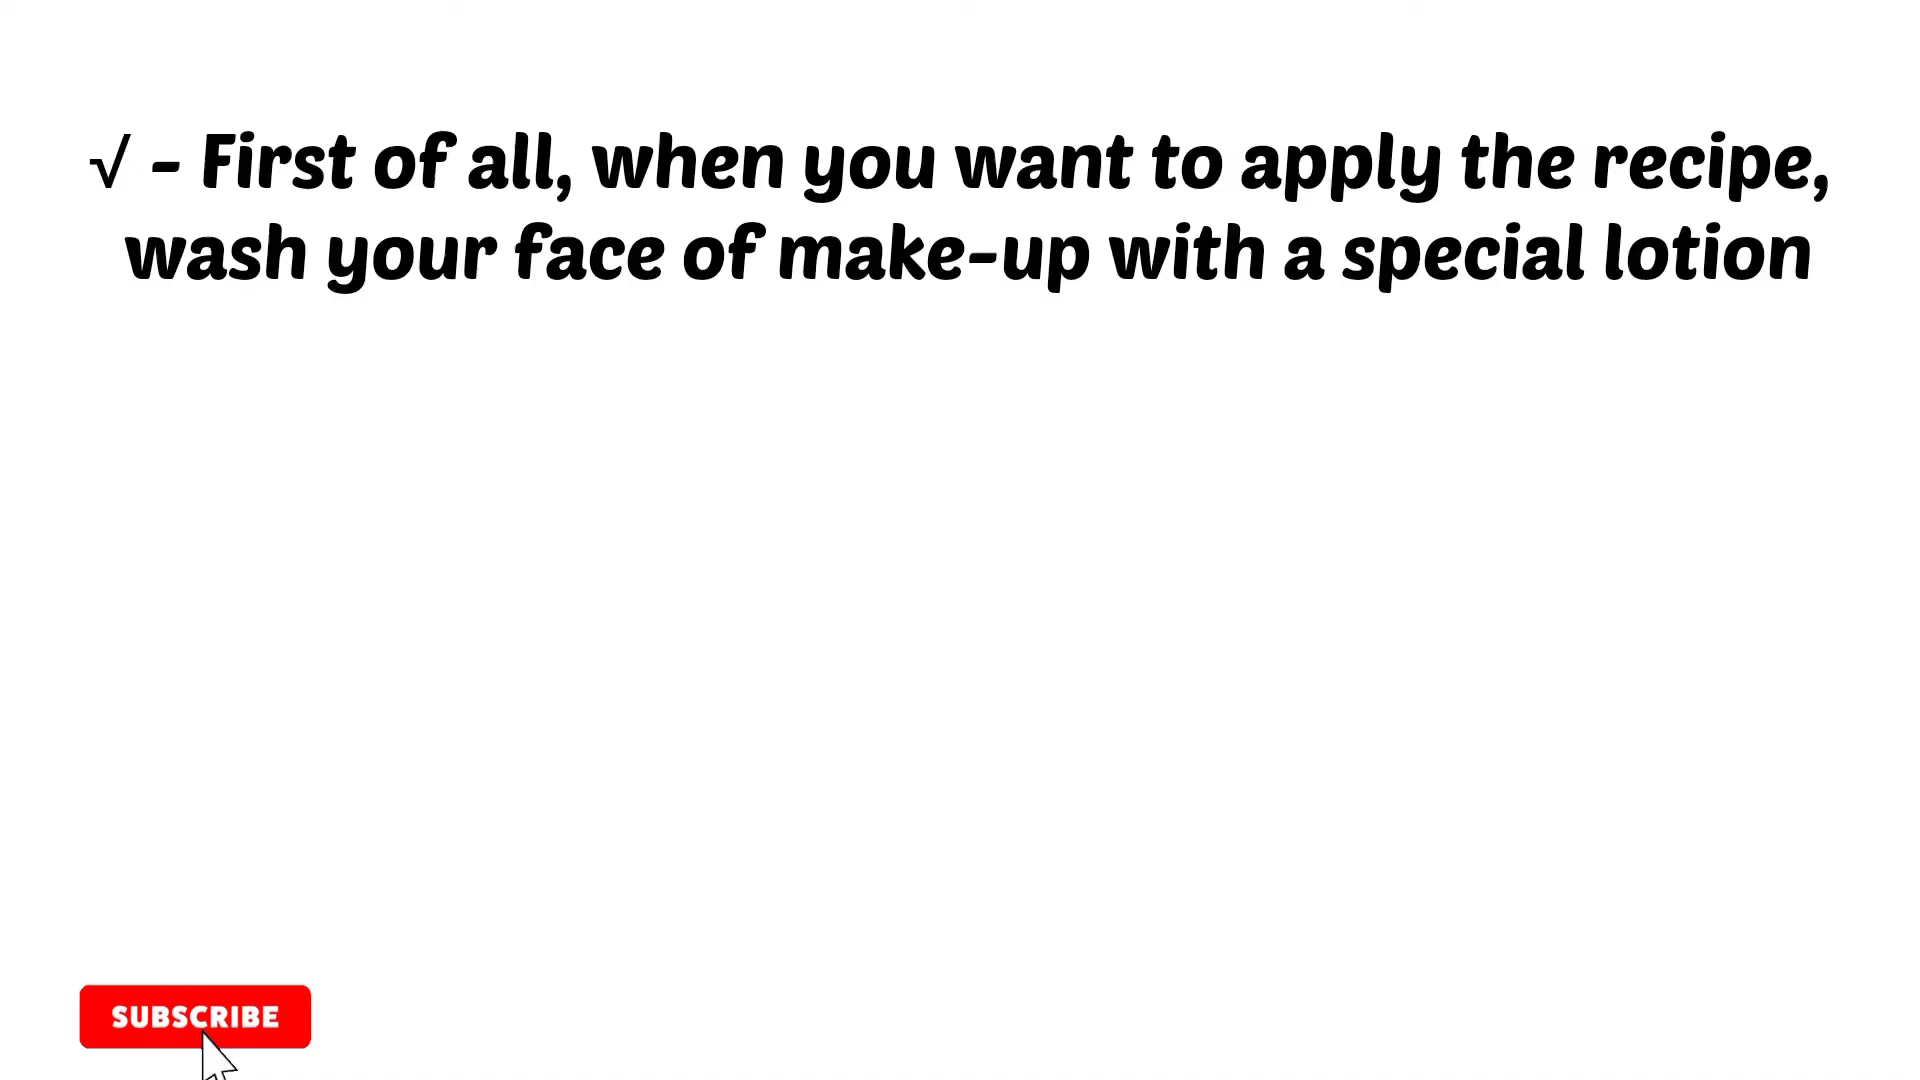 √ - First of all, when you want to apply the recipe,
wash your face of make-up with a special lotion
SUBSCRIBE